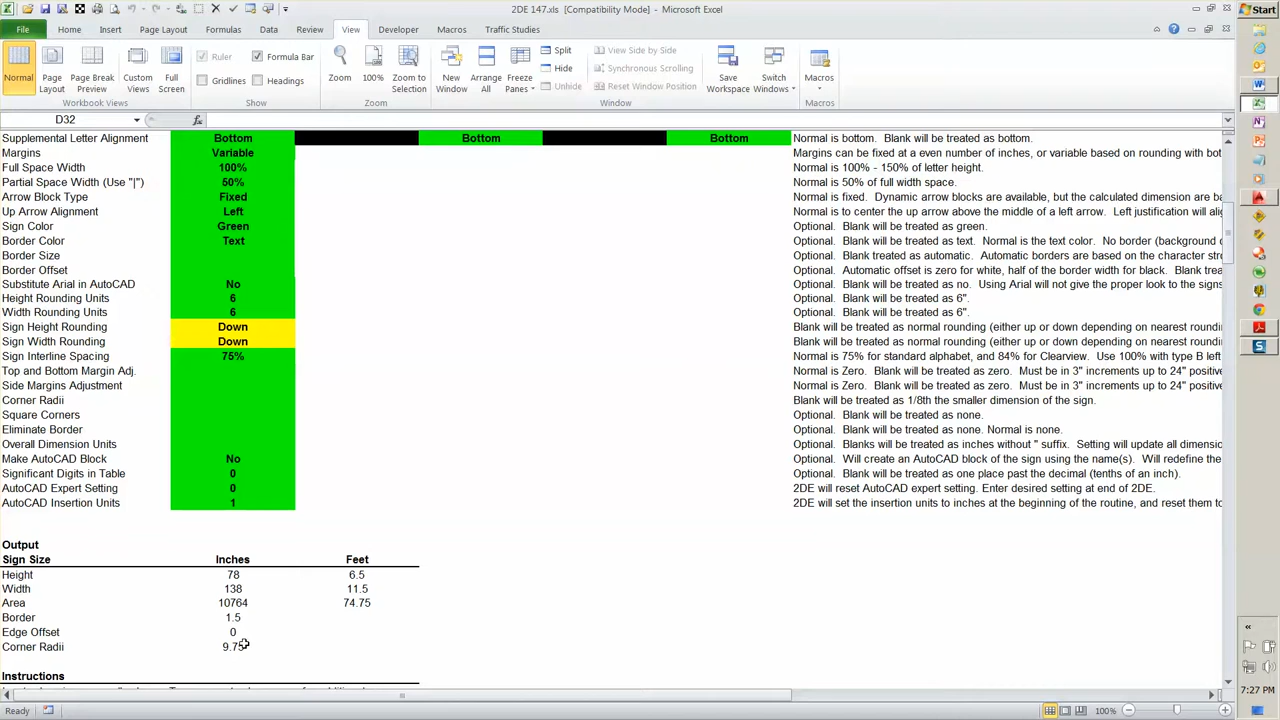 2DE 147.xls  [Compatibility Mode] - Microsoft Excel
Start
File Home Insert Page Layout Formulas Data Review View Developer Macros Traffic Studies
Normal
Page Layout
Page Break Preview
Custom Views
Full Screen
Workbook Views
Ruler
Formula Bar
Gridlines
Headings
Show
Zoom
100%
Zoom to Selection
Zoom
New Window
Arrange All
Freeze Panes
Split
Hide
Unhide
View Side by Side
Synchronous Scrolling
Reset Window Position
Window
Save Workspace
Switch Windows
Macros
Macros
D32 fx
Supplemental Letter Alignment Bottom Bottom Bottom Normal is bottom.  Blank will be treated as bottom.
Margins Variable Margins can be fixed at a even number of inches, or variable based on rounding with bot
Full Space Width 100% Normal is 100% - 150% of letter height.
Partial Space Width (Use "|") 50% Normal is 50% of full width space.
Arrow Block Type Fixed Normal is fixed.  Dynamic arrow blocks are available, but the calculated dimension are ba
Up Arrow Alignment Left Normal is to center the up arrow above the middle of a left arrow.  Left justification will alig
Sign Color Green Optional.  Blank will be treated as green.
Border Color Text Optional.  Blank will be treated as text.  Normal is the text color.  No border (background c
Border Size Optional.  Blank treated as automatic.  Automatic borders are based on the character str
Border Offset Optional.  Automatic offset is zero for white, half of the border width for black.  Blank trea
Substitute Arial in AutoCAD No Optional.  Blank will be treated as no.  Using Arial will not give the proper look to the signs
Height Rounding Units 6 Optional.  Blank will be treated as 6".
Width Rounding Units 6 Optional.  Blank will be treated as 6".
Sign Height Rounding Down Blank will be treated as normal rounding (either up or down depending on nearest roundi
Sign Width Rounding Down Blank will be treated as normal rounding (either up or down depending on nearest roundi
Sign Interline Spacing 75% Normal is 75% for standard alphabet, and 84% for Clearview.  Use 100% with type B left
Top and Bottom Margin Adj. Normal is Zero.  Blank will be treated as zero.  Must be in 3" increments up to 24" positive
Side Margins Adjustment Normal is Zero.  Blank will be treated as zero.  Must be in 3" increments up to 24" positive
Corner Radii Blank will be treated as 1/8th the smaller dimension of the sign.
Square Corners Optional.  Blank will be treated as none.
Eliminate Border Optional.  Blank will be treated as none. Normal is none.
Overall Dimension Units Optional.  Blanks will be treated as inches without " suffix.  Setting will update all dimensio
Make AutoCAD Block No Optional.  Will create an AutoCAD block of the sign using the name(s).  Will redefine the
Significant Digits in Table 0 Optional.  Blank will be treated as one place past the decimal (tenths of an inch).
AutoCAD Expert Setting 0 2DE will reset AutoCAD expert setting. Enter desired setting at end of 2DE.
AutoCAD Insertion Units 1 2DE will set the insertion units to inches at the beginning of the routine, and reset them to
Output
Sign Size Inches Feet
Height 78 6.5
Width 138 11.5
Area 10764 74.75
Border 1.5
Edge Offset 0
Corner Radii 9.75
Instructions
Ready 100%
7:27 PM